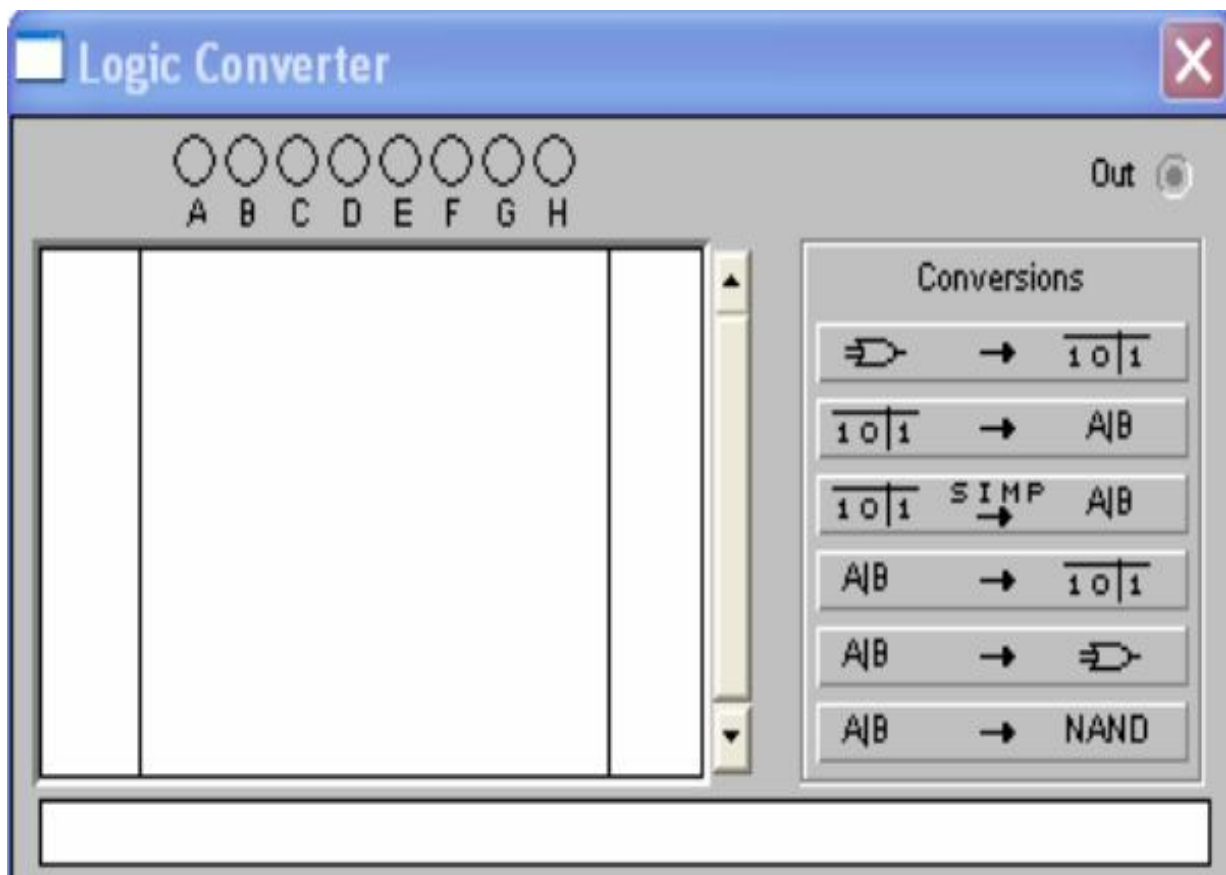 Logic Converter
A B C D E F G H
Out
Conversions
→ 1 0 1
1 0 1 → A|B
1 0 1 SIMP → A|B
A|B → 1 0 1
A|B →
A|B → NAND